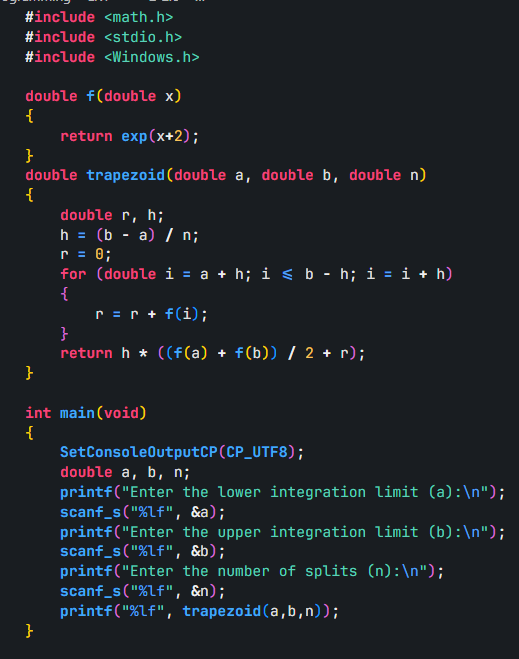 #include <math.h>
#include <stdio.h>
#include <Windows.h>
double f(double x)
{
return exp(x+2);
}
double trapezoid(double a, double b, double n)
{
double r, h;
h = (b - a) / n;
r = 0;
for (double i = a + h; i <= b - h; i = i + h)
{
r = r + f(i);
}
return h * ((f(a) + f(b)) / 2 + r);
}
int main(void)
{
SetConsoleOutputCP(CP_UTF8);
double a, b, n;
printf("Enter the lower integration limit (a):\n");
scanf_s("%lf", &a);
printf("Enter the upper integration limit (b):\n");
scanf_s("%lf", &b);
printf("Enter the number of splits (n):\n");
scanf_s("%lf", &n);
printf("%lf", trapezoid(a,b,n));
}